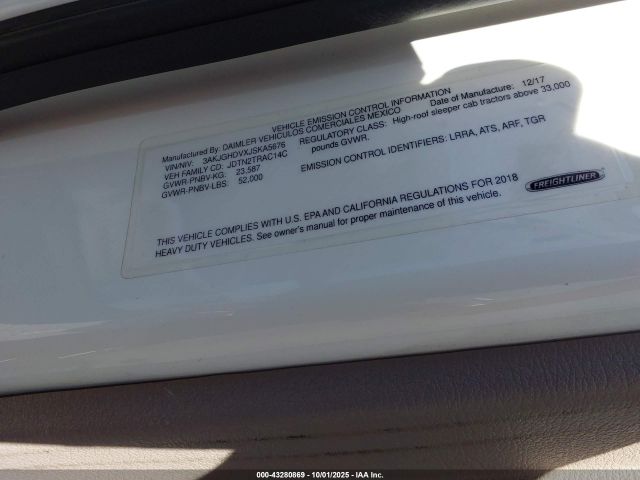 VEHICLE EMISSION CONTROL INFORMATION
Manufactured By: DAIMLER VEHICULOS COMERCIALES MEXICO
Date of Manufacture: 12/17
VIN/NIV: 3AKJGHDVXJSKA5676
VEH FAMILY CD: JDTN2TRAC14C
GVWR-PNBV-KG: 23,587
GVWR-PNBV-LBS: 52,000
REGULATORY CLASS: High-roof sleeper cab tractors above 33,000
pounds GVWR.
EMISSION CONTROL IDENTIFIERS: LRRA, ATS, ARF, TGR
THIS VEHICLE COMPLIES WITH U.S. EPA AND CALIFORNIA REGULATIONS FOR 2018
HEAVY DUTY VEHICLES. See owner's manual for proper maintenance of this vehicle.
FREIGHTLINER
000-43280869 | 10/01/2025 - IAA Inc.